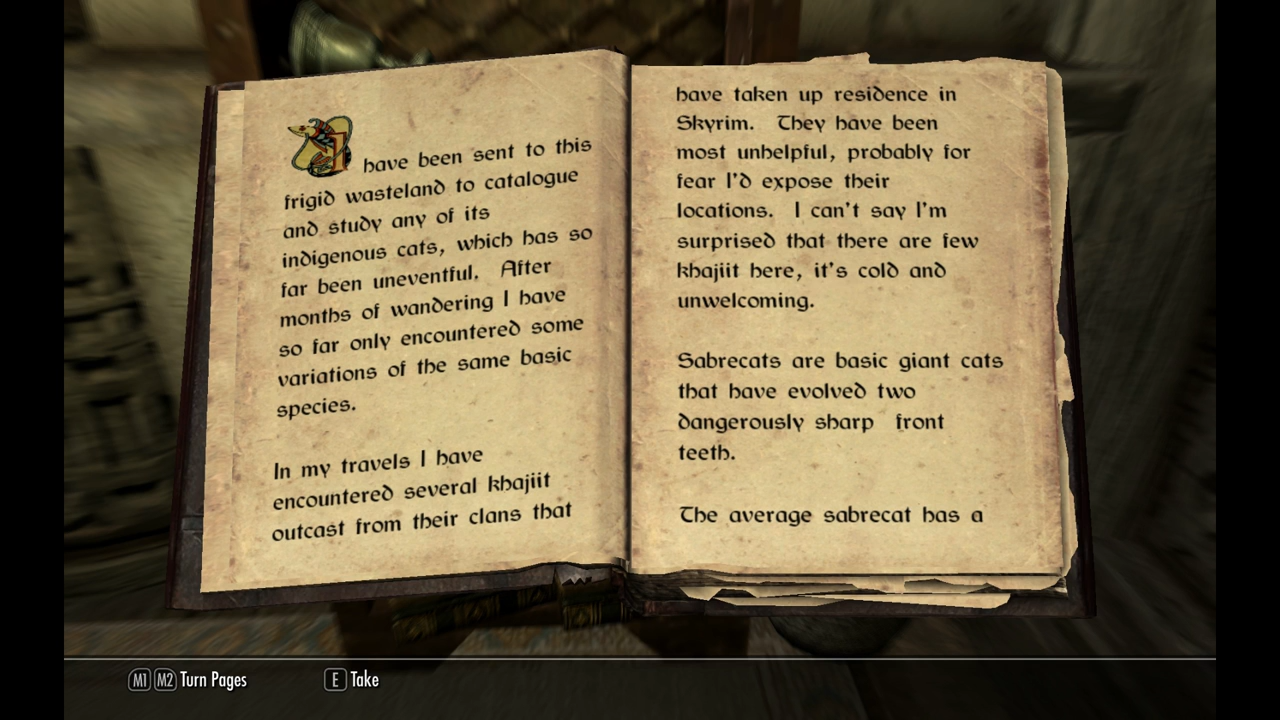 I have been sent to this
frigid wasteland to catalogue
and study any of its
indigenous cats, which has so
far been uneventful. After
months of wandering I have
so far only encountered some
variations of the same basic
species.
In my travels I have
encountered several khajiit
outcast from their clans that
have taken up residence in
Skyrim. They have been
most unhelpful, probably for
fear I'd expose their
locations. I can't say I'm
surprised that there are few
khajiit here, it's cold and
unwelcoming.
Sabrecats are basic giant cats
that have evolved two
dangerously sharp front
teeth.
The average sabrecat has a
M1 M2 Turn Pages E Take